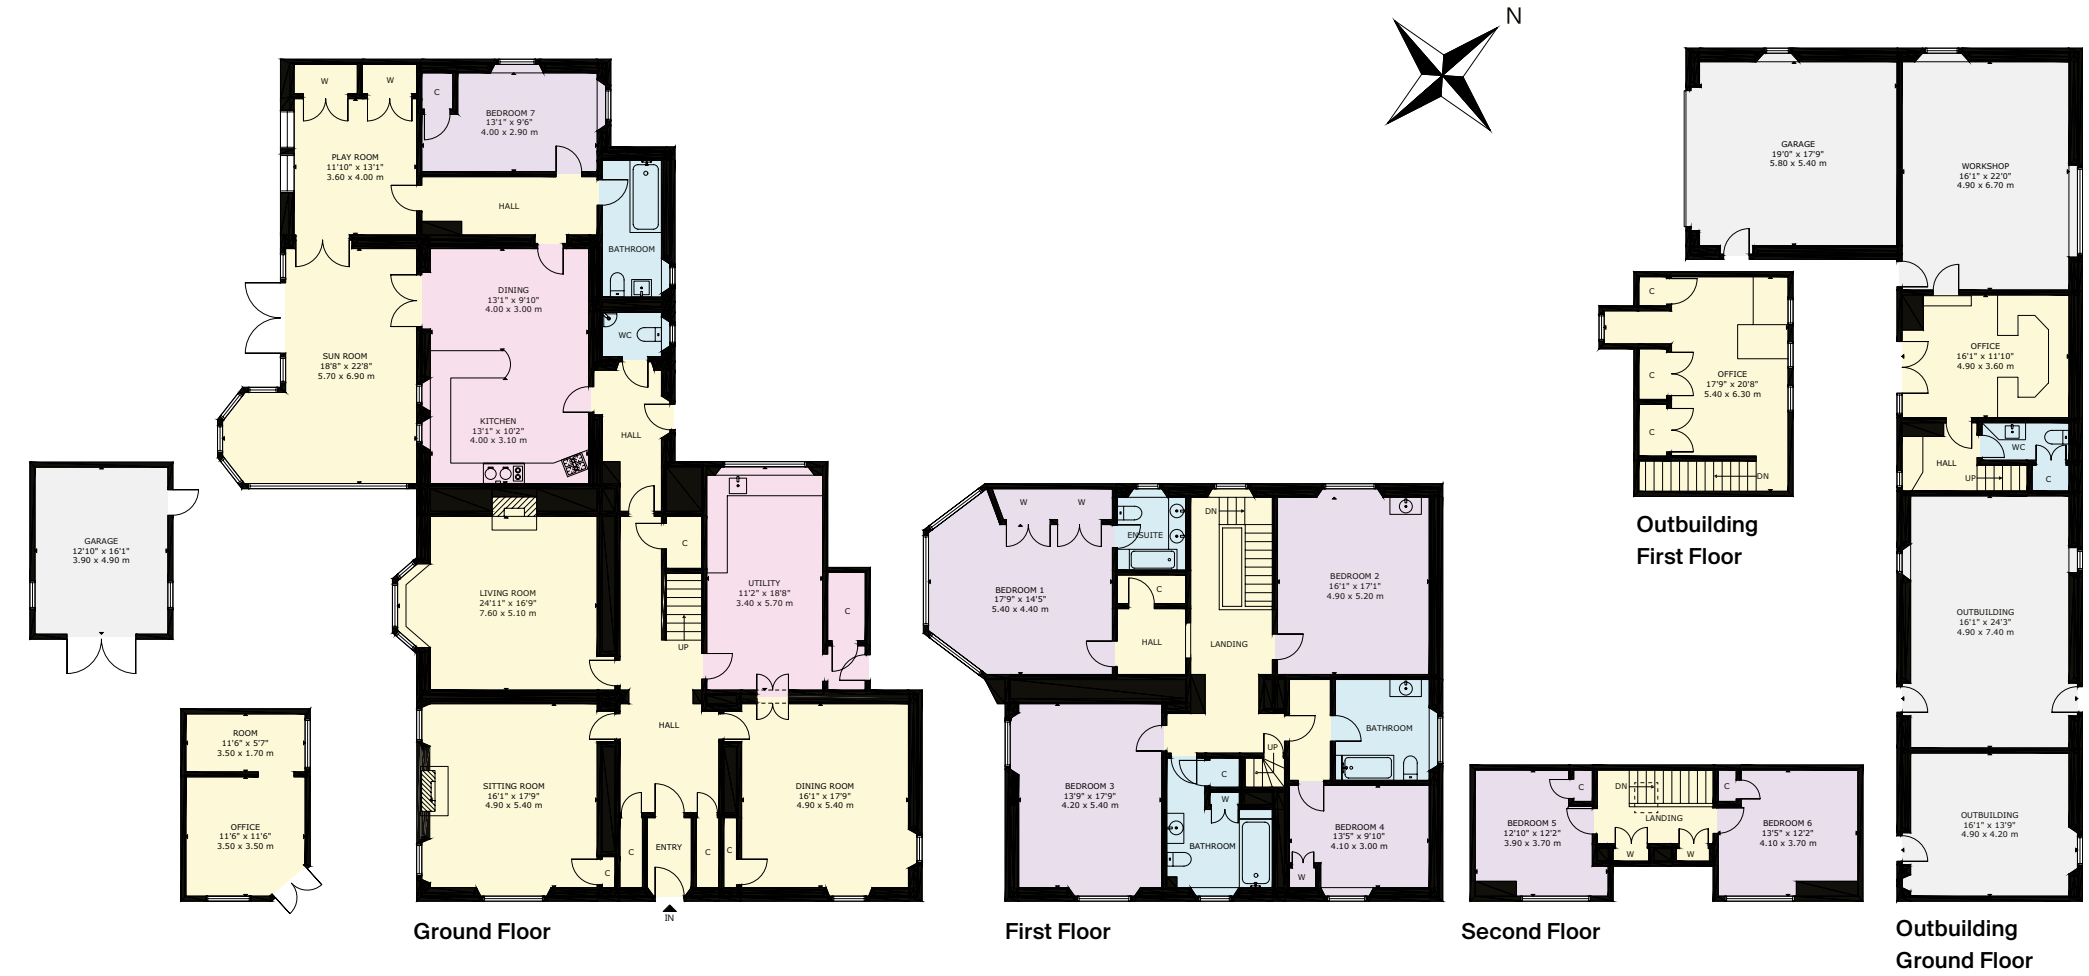 N
W
W
C
BEDROOM 7
13'1" x 9'6"
4.00 x 2.90 m
PLAY ROOM
11'10" x 13'1"
3.60 x 4.00 m
HALL
BATHROOM
DINING
13'1" x 9'10"
4.00 x 3.00 m
WC
SUN ROOM
18'8" x 22'8"
5.70 x 6.90 m
KITCHEN
13'1" x 10'2"
4.00 x 3.10 m
HALL
GARAGE
12'10" x 16'1"
3.90 x 4.90 m
LIVING ROOM
24'11" x 16'9"
7.60 x 5.10 m
C
UP
UTILITY
11'2" x 18'8"
3.40 x 5.70 m
C
ROOM
11'6" x 5'7"
3.50 x 1.70 m
OFFICE
11'6" x 11'6"
3.50 x 3.50 m
HALL
SITTING ROOM
16'1" x 17'9"
4.90 x 5.40 m
DINING ROOM
16'1" x 17'9"
4.90 x 5.40 m
C
C
ENTRY
C
C
IN
Ground Floor
W
W
DN
ENSUITE
BEDROOM 1
17'9" x 14'5"
5.40 x 4.40 m
C
HALL
LANDING
BEDROOM 2
16'1" x 17'1"
4.90 x 5.20 m
BATHROOM
UP
BEDROOM 3
13'9" x 17'9"
4.20 x 5.40 m
C
W
BATHROOM
BEDROOM 4
13'5" x 9'10"
4.10 x 3.00 m
W
First Floor
C
DN
C
LANDING
BEDROOM 5
12'10" x 12'2"
3.90 x 3.70 m
BEDROOM 6
13'5" x 12'2"
4.10 x 3.70 m
W
W
Second Floor
C
C
OFFICE
17'9" x 20'8"
5.40 x 6.30 m
C
DN
Outbuilding
First Floor
GARAGE
19'0" x 17'9"
5.80 x 5.40 m
WORKSHOP
16'1" x 22'0"
4.90 x 6.70 m
OFFICE
16'1" x 11'10"
4.90 x 3.60 m
WC
HALL
UP
C
OUTBUILDING
16'1" x 24'3"
4.90 x 7.40 m
OUTBUILDING
16'1" x 13'9"
4.90 x 4.20 m
Outbuilding
Ground Floor